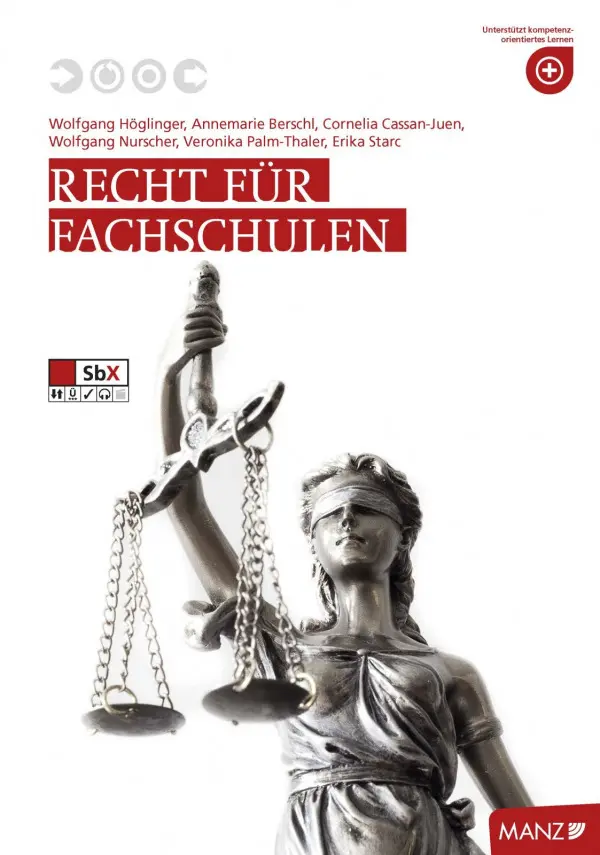 Unterstützt kompetenz-
orientiertes Lernen
Wolfgang Höglinger, Annemarie Berschl, Cornelia Cassan-Juen,
Wolfgang Nurscher, Veronika Palm-Thaler, Erika Starc
RECHT FÜR
FACHSCHULEN
SbX
Ü...
MANZ